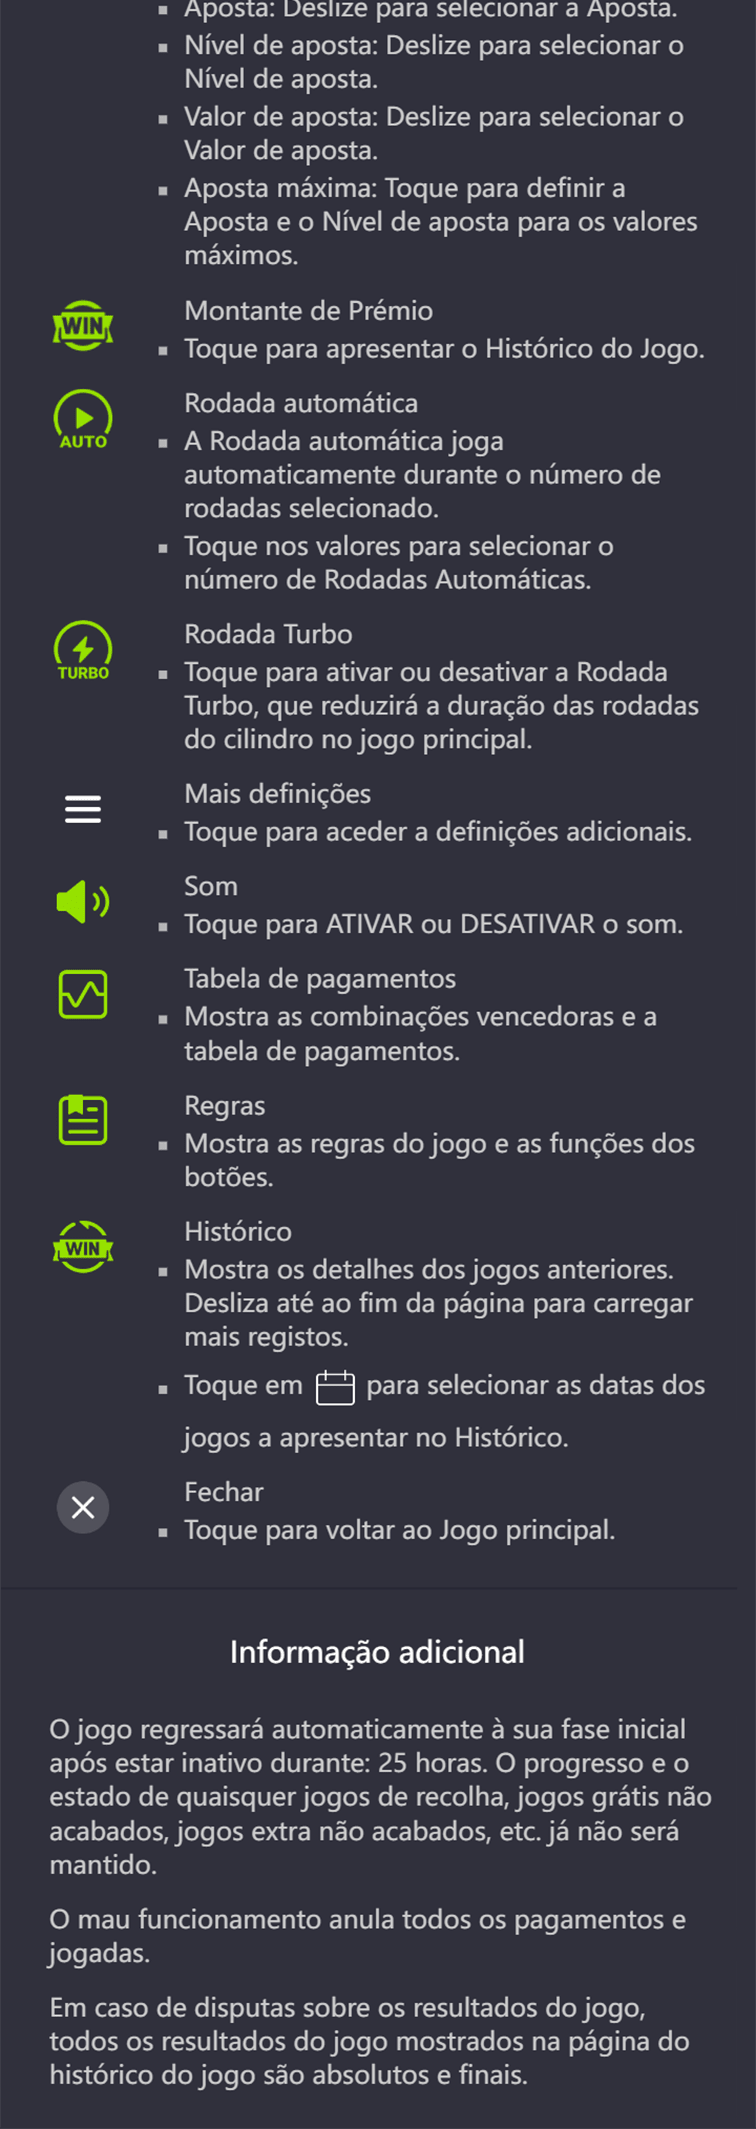 Aposta: Deslize para selecionar a Aposta.
Nível de aposta: Deslize para selecionar o
Nível de aposta.
Valor de aposta: Deslize para selecionar o
Valor de aposta.
Aposta máxima: Toque para definir a
Aposta e o Nível de aposta para os valores
máximos.
WIN
Montante de Prémio
Toque para apresentar o Histórico do Jogo.
AUTO
Rodada automática
A Rodada automática joga
automaticamente durante o número de
rodadas selecionado.
Toque nos valores para selecionar o
número de Rodadas Automáticas.
TURBO
Rodada Turbo
Toque para ativar ou desativar a Rodada
Turbo, que reduzirá a duração das rodadas
do cilindro no jogo principal.
Mais definições
Toque para aceder a definições adicionais.
Som
Toque para ATIVAR ou DESATIVAR o som.
Tabela de pagamentos
Mostra as combinações vencedoras e a
tabela de pagamentos.
Regras
Mostra as regras do jogo e as funções dos
botões.
WIN
Histórico
Mostra os detalhes dos jogos anteriores.
Desliza até ao fim da página para carregar
mais registos.
Toque em para selecionar as datas dos
jogos a apresentar no Histórico.
Fechar
Toque para voltar ao Jogo principal.
Informação adicional
O jogo regressará automaticamente à sua fase inicial
após estar inativo durante: 25 horas. O progresso e o
estado de quaisquer jogos de recolha, jogos grátis não
acabados, jogos extra não acabados, etc. já não será
mantido.
O mau funcionamento anula todos os pagamentos e
jogadas.
Em caso de disputas sobre os resultados do jogo,
todos os resultados do jogo mostrados na página do
histórico do jogo são absolutos e finais.